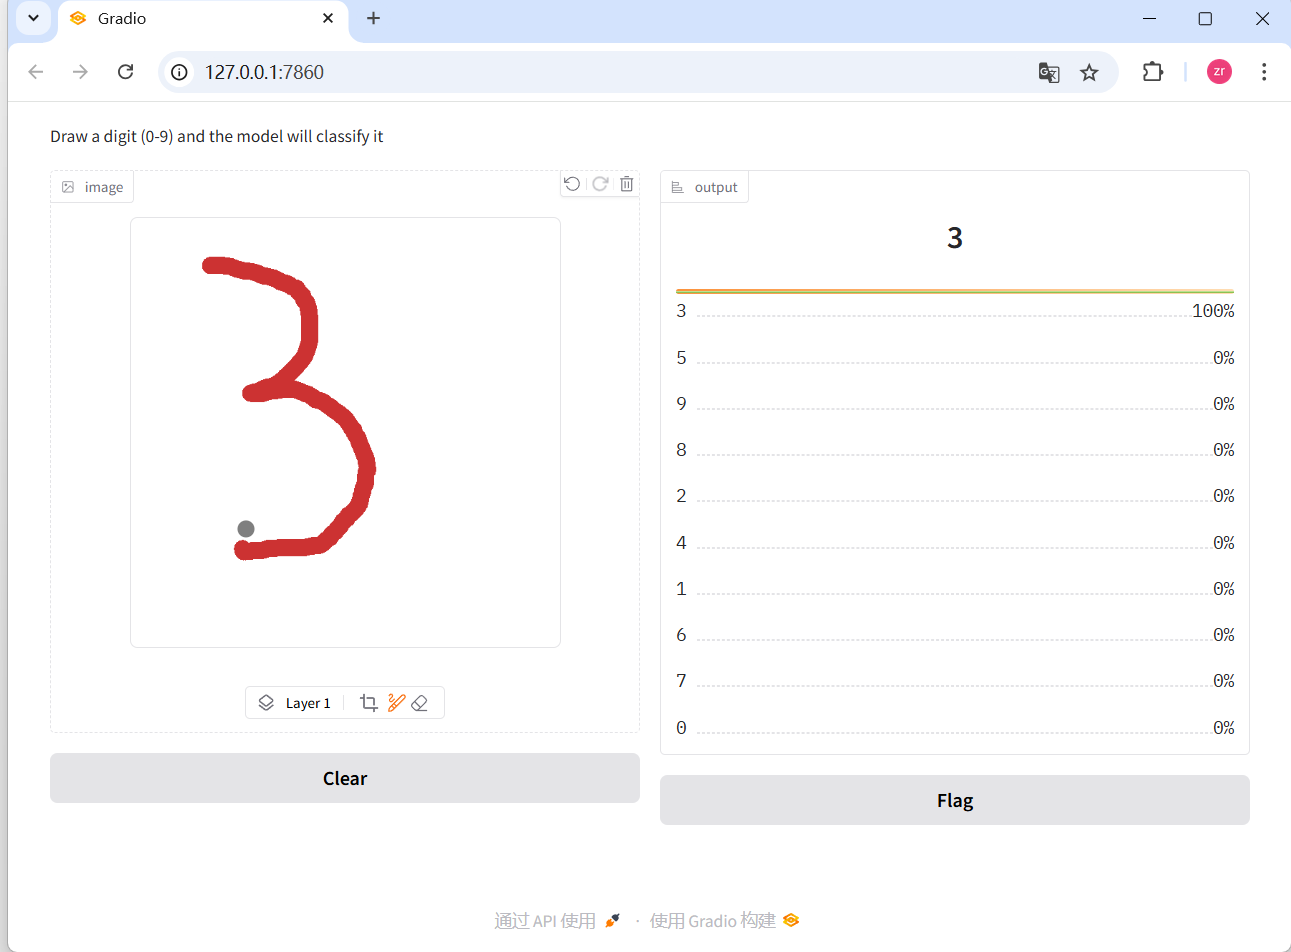 Gradio
127.0.0.1:7860
zr
Draw a digit (0-9) and the model will classify it
image
3
Layer 1
Clear
output
3
3 100%
5 0%
9 0%
8 0%
2 0%
4 0%
1 0%
6 0%
7 0%
0 0%
Flag
通过 API 使用 · 使用 Gradio 构建